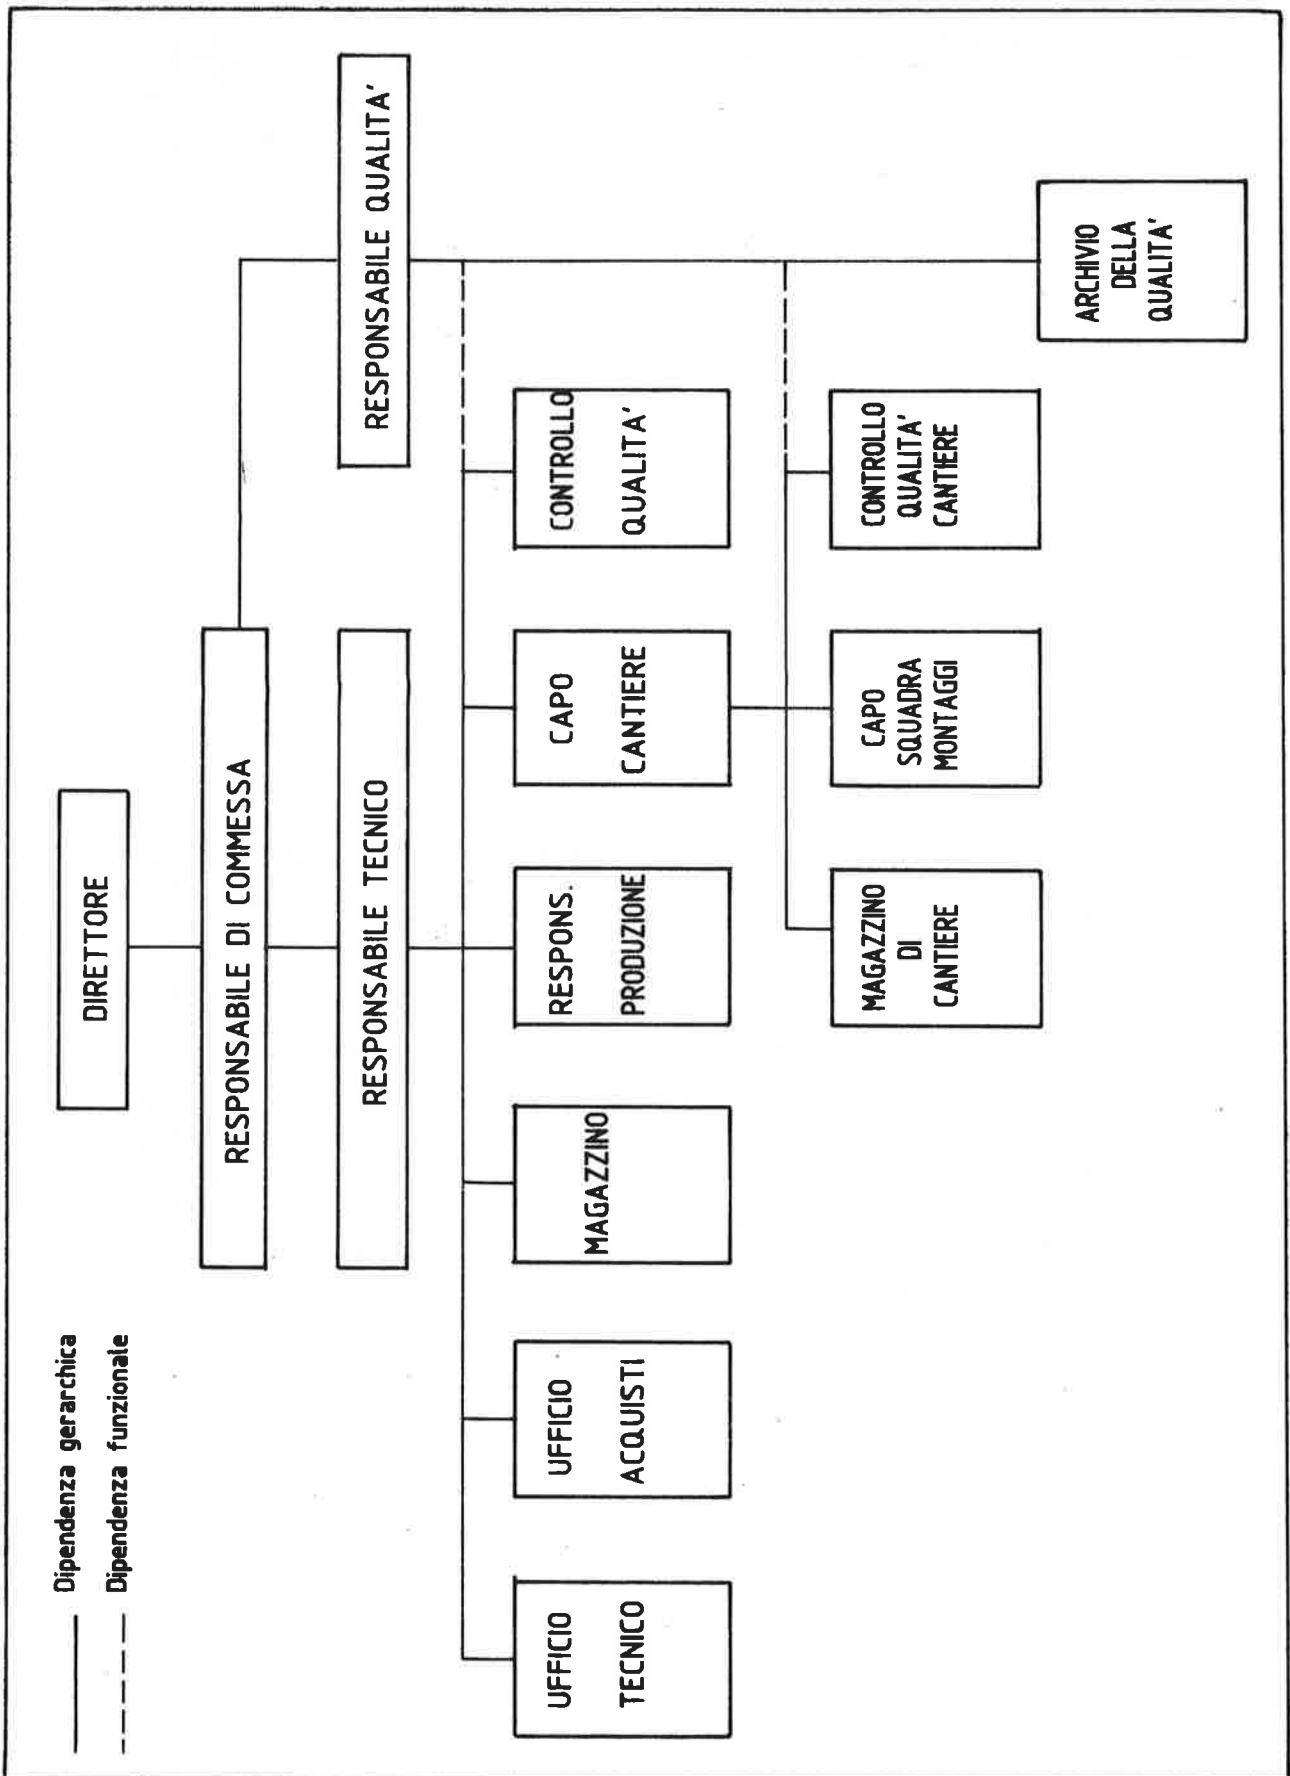 Dipendenza gerarchica
Dipendenza funzionale
DIRETTORE
RESPONSABILE DI COMMESSA
RESPONSABILE TECNICO
RESPONSABILE QUALITA'
UFFICIO
TECNICO
UFFICIO
ACQUISTI
MAGAZZINO
RESPONS.
PRODUZIONE
CAPO
CANTIERE
CONTROLLO
QUALITA'
MAGAZZINO
DI
CANTIERE
CAPO
SQUADRA
MONTAGGI
CONTROLLO
QUALITA'
CANTIERE
ARCHIVIO
DELLA
QUALITA'